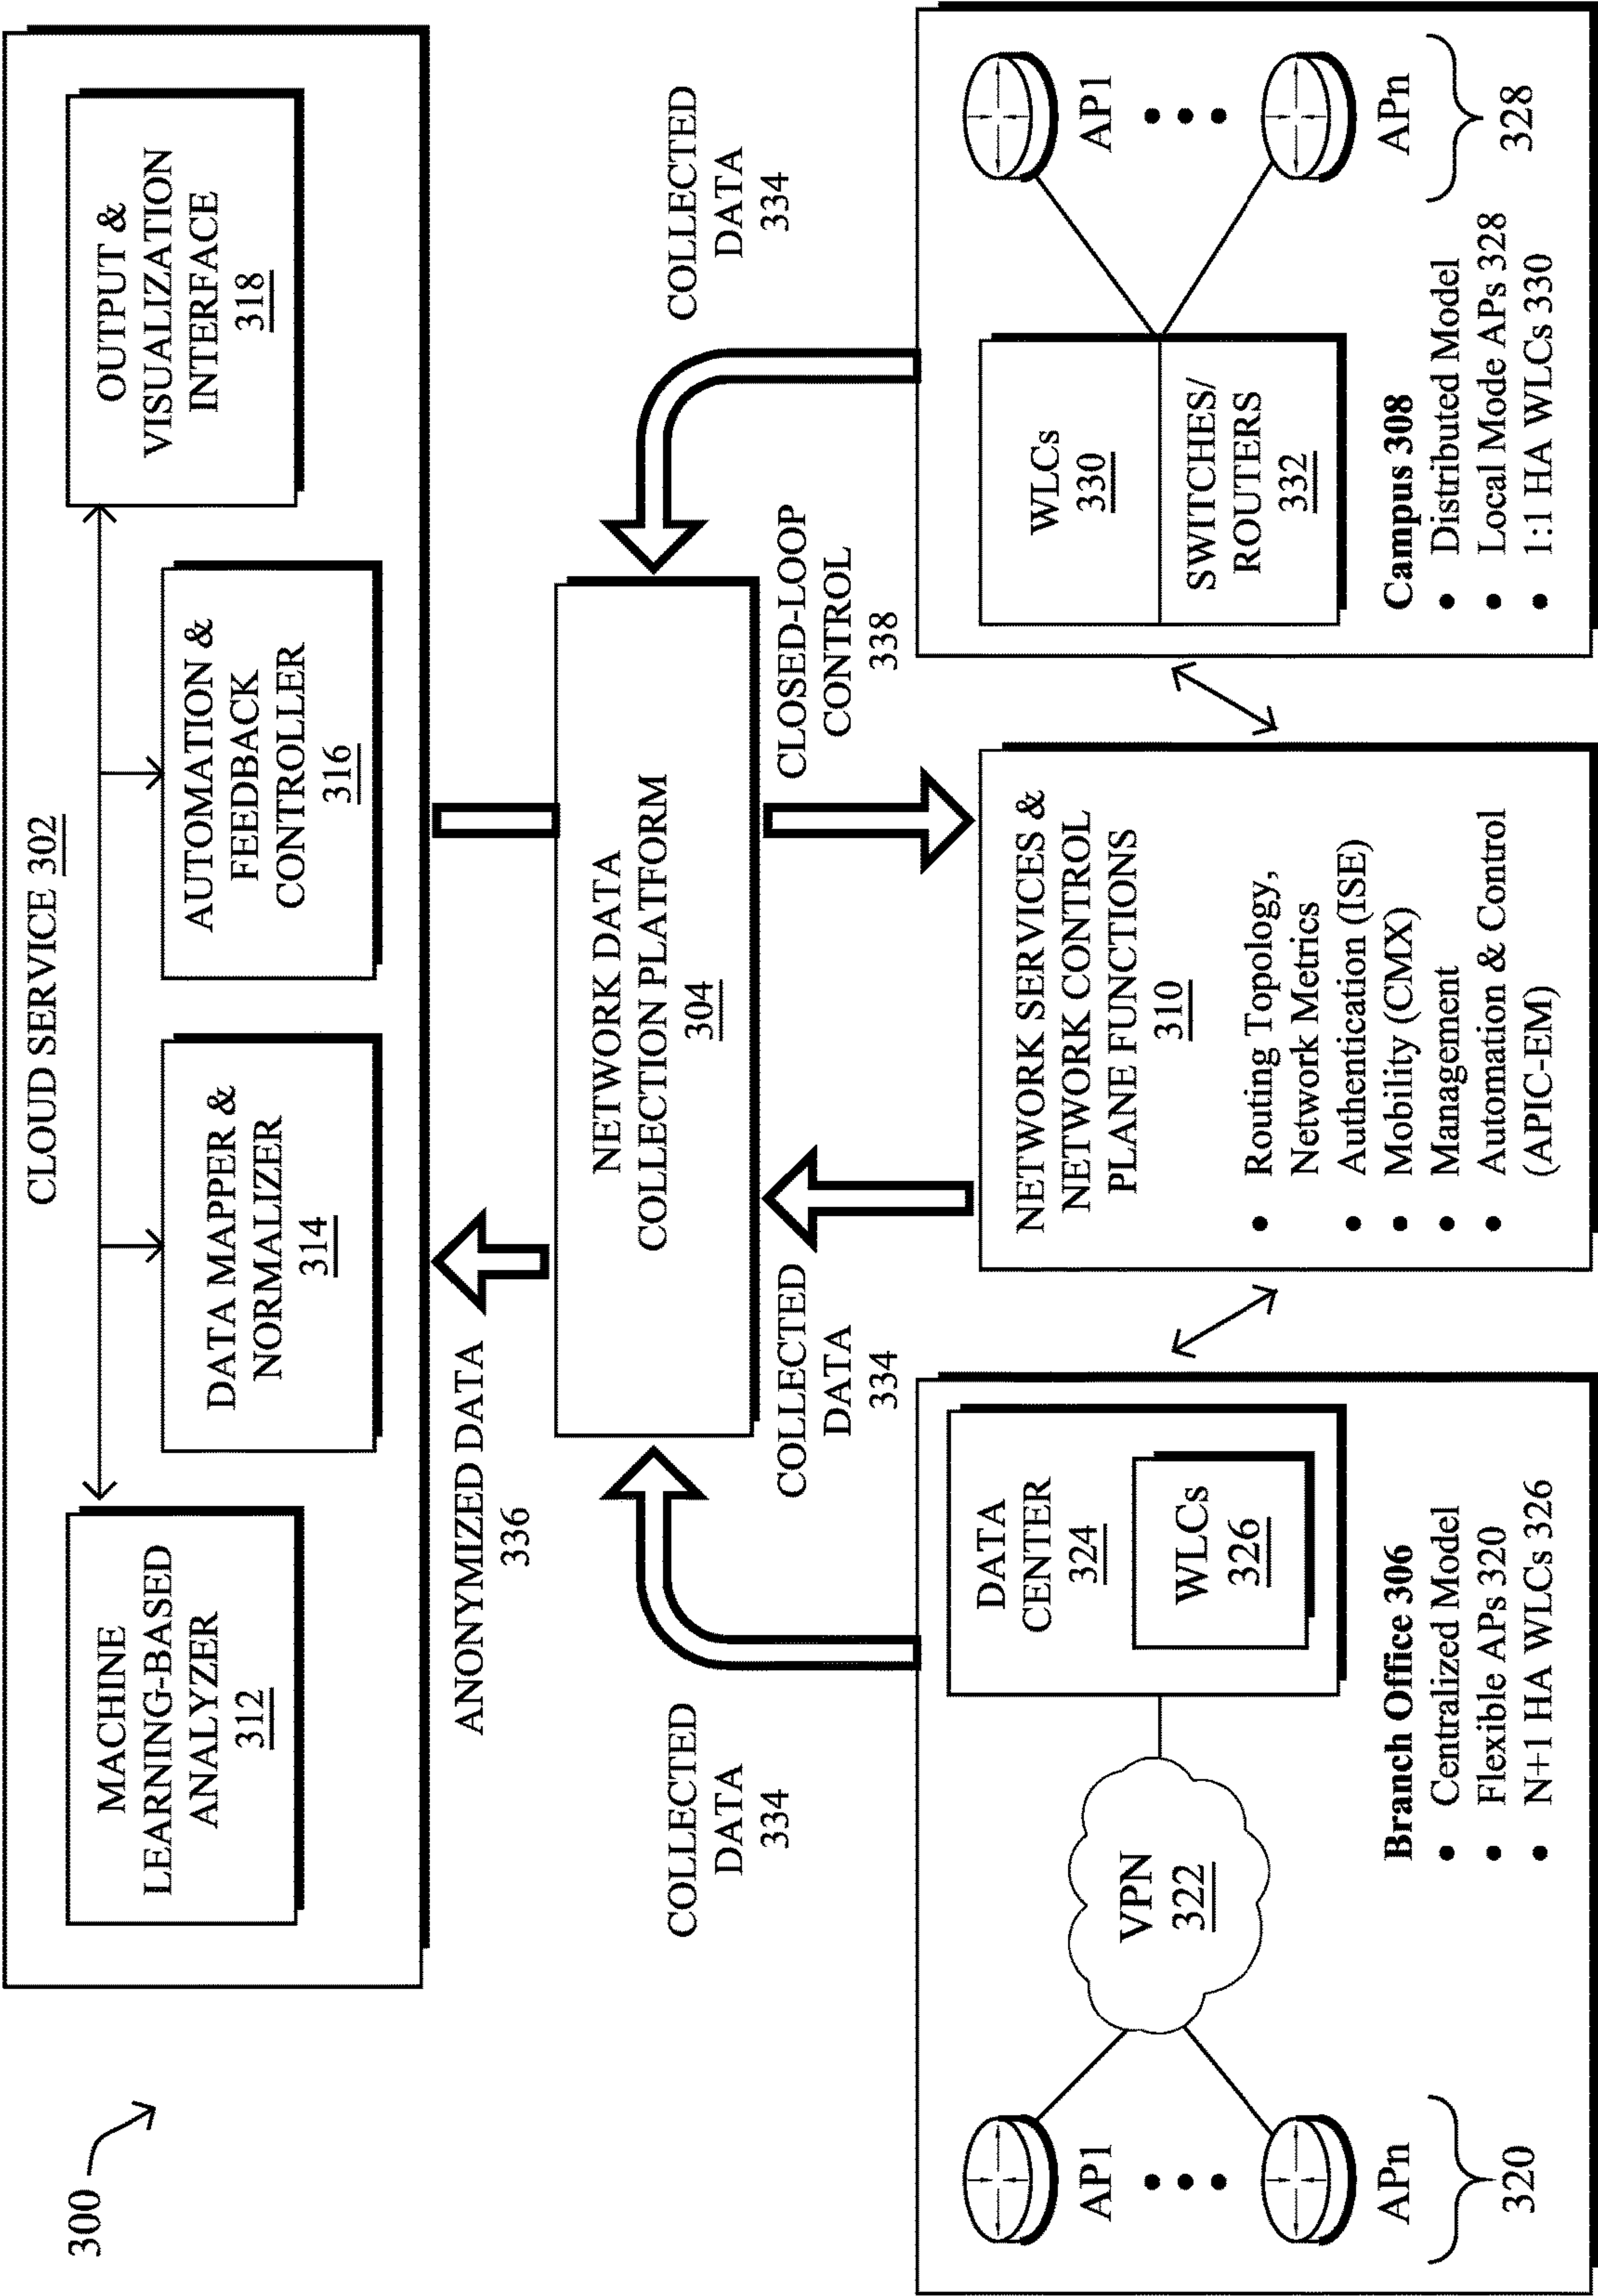 300
CLOUD SERVICE 302
MACHINE
LEARNING-BASED
ANALYZER
312
DATA MAPPER &
NORMALIZER
314
AUTOMATION &
FEEDBACK
CONTROLLER
316
OUTPUT &
VISUALIZATION
INTERFACE
318
ANONYMIZED DATA
336
NETWORK DATA
COLLECTION PLATFORM
304
COLLECTED
DATA
334
COLLECTED
DATA
334
CLOSED-LOOP
CONTROL
338
COLLECTED
DATA
334
AP1
APn
320
VPN
322
DATA
CENTER
324
WLCs
326
Branch Office 306
• Centralized Model
• Flexible APs 320
• N+1 HA WLCs 326
NETWORK SERVICES &
NETWORK CONTROL
PLANE FUNCTIONS
310
• Routing Topology,
Network Metrics
• Authentication (ISE)
• Mobility (CMX)
• Management
• Automation & Control
(APIC-EM)
WLCs
330
SWITCHES/
ROUTERS
332
AP1
APn
328
Campus 308
• Distributed Model
• Local Mode APs 328
• 1:1 HA WLCs 330